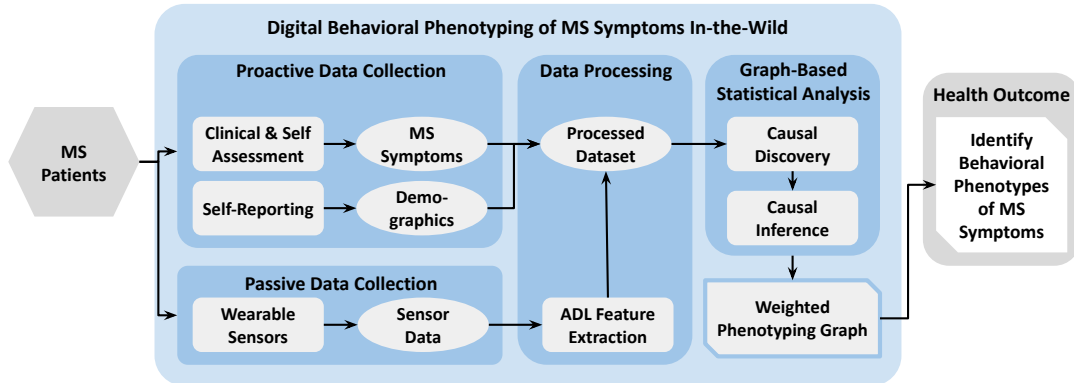 Digital Behavioral Phenotyping of MS Symptoms In-the-Wild
MS
Patients
Proactive Data Collection
Clinical & Self
Assessment
MS
Symptoms
Self-Reporting
Demo-
graphics
Passive Data Collection
Wearable
Sensors
Sensor
Data
Data Processing
Processed
Dataset
ADL Feature
Extraction
Graph-Based
Statistical Analysis
Causal
Discovery
Causal
Inference
Weighted
Phenotyping Graph
Health Outcome
Identify
Behavioral
Phenotypes
of MS
Symptoms